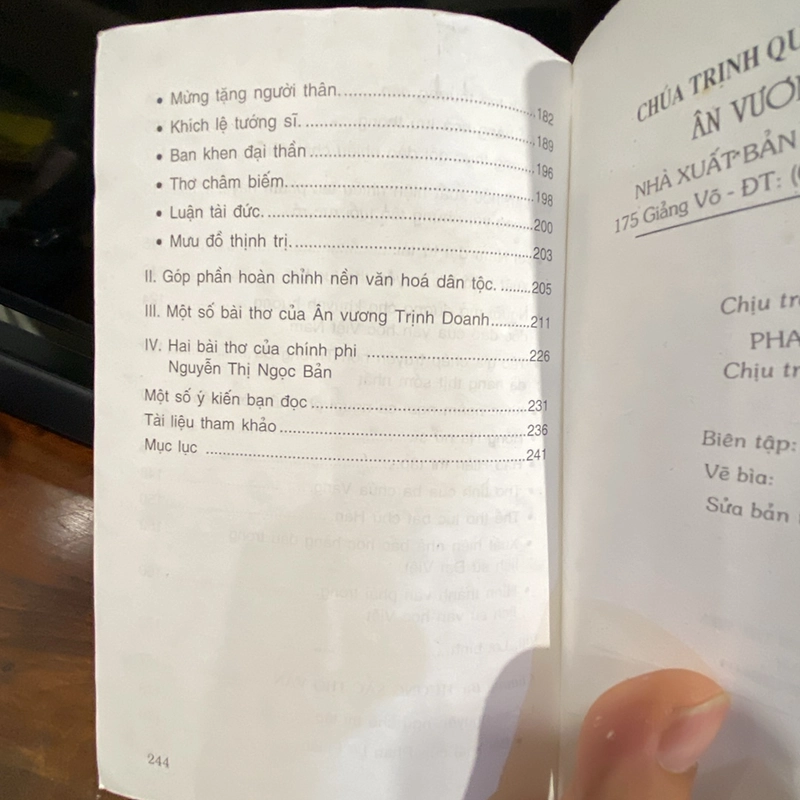 • Mừng tặng người thân.................................182
• Khích lệ tướng sĩ.................................189
• Ban khen đại thần.................................196
• Thơ châm biếm.................................198
• Luận tài đức.................................200
• Mưu đồ thịnh trị.................................203
II. Góp phần hoàn chỉnh nền văn hoá dân tộc. ........205
III. Một số bài thơ của Ân vương Trịnh Doanh..........211
IV. Hai bài thơ của chính phi .................................226
Nguyễn Thị Ngọc Bản
Một số ý kiến bạn đọc.................................231
Tài liệu tham khảo.................................236
Mục lục .................................241
244
CHÚA TRỊNH
ÂN
NHÀ XUẤT BẢN
175 Giảng Võ - ĐT:
Chịu
Chịu
Biên tập:
Vẽ bìa:
Sửa bản